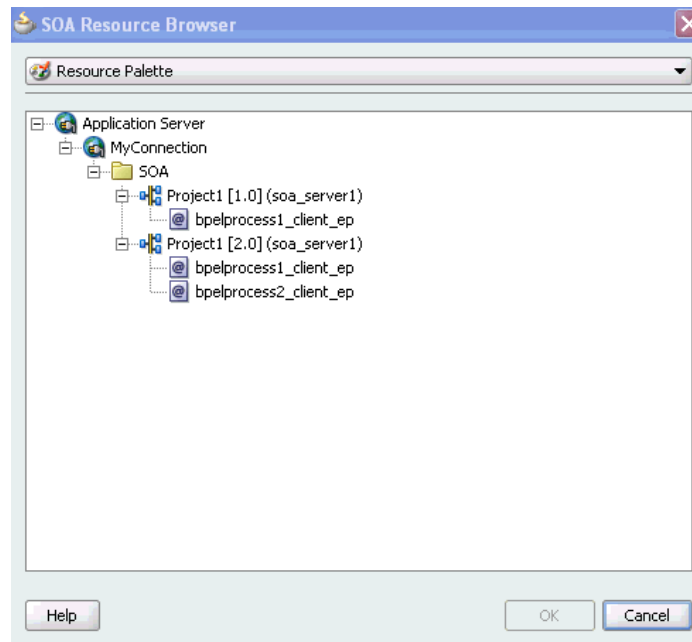 SOA Resource Browser
Resource Palette
Application Server
MyConnection
SOA
Project1 [1.0] (soa_server1)
bpelprocess1_client_ep
Project1 [2.0] (soa_server1)
bpelprocess1_client_ep
bpelprocess2_client_ep
Help OK Cancel